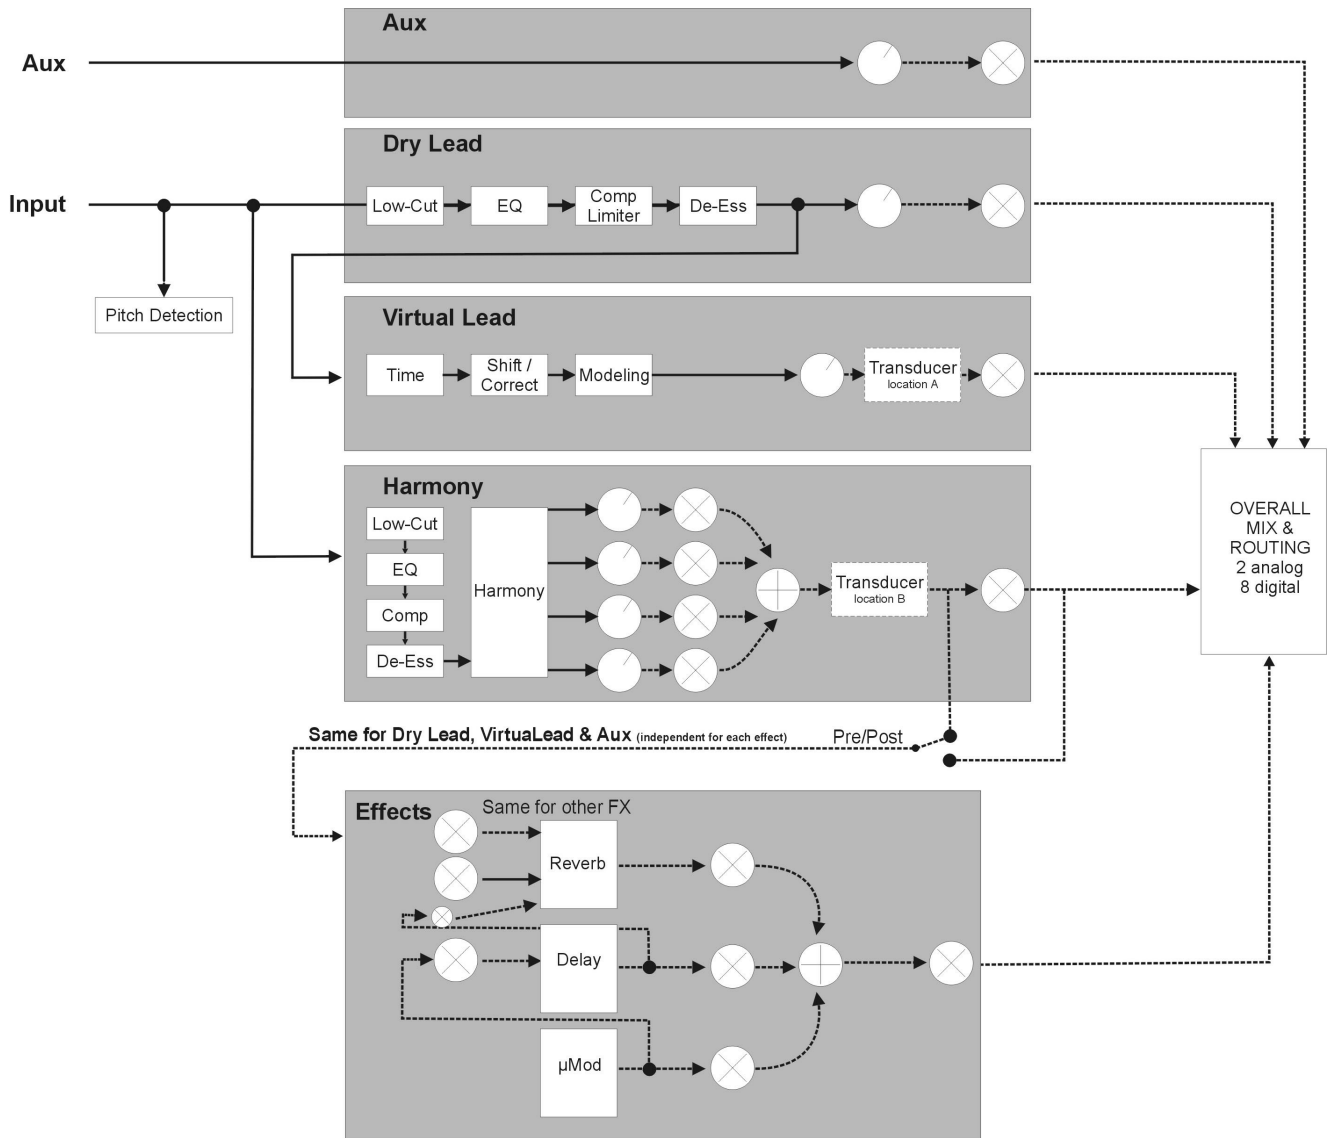 Aux
Aux
Dry Lead
Input
Low-Cut
EQ
Comp
Limiter
De-Ess
Pitch Detection
Virtual Lead
Time
Shift /
Correct
Modeling
Transducer
location A
Harmony
Low-Cut
EQ
Comp
De-Ess
Harmony
Transducer
location B
OVERALL
MIX &
ROUTING
2 analog
8 digital
Same for Dry Lead, VirtuaLead & Aux (independent for each effect)
Pre/Post
Effects
Same for other FX
Reverb
Delay
µMod